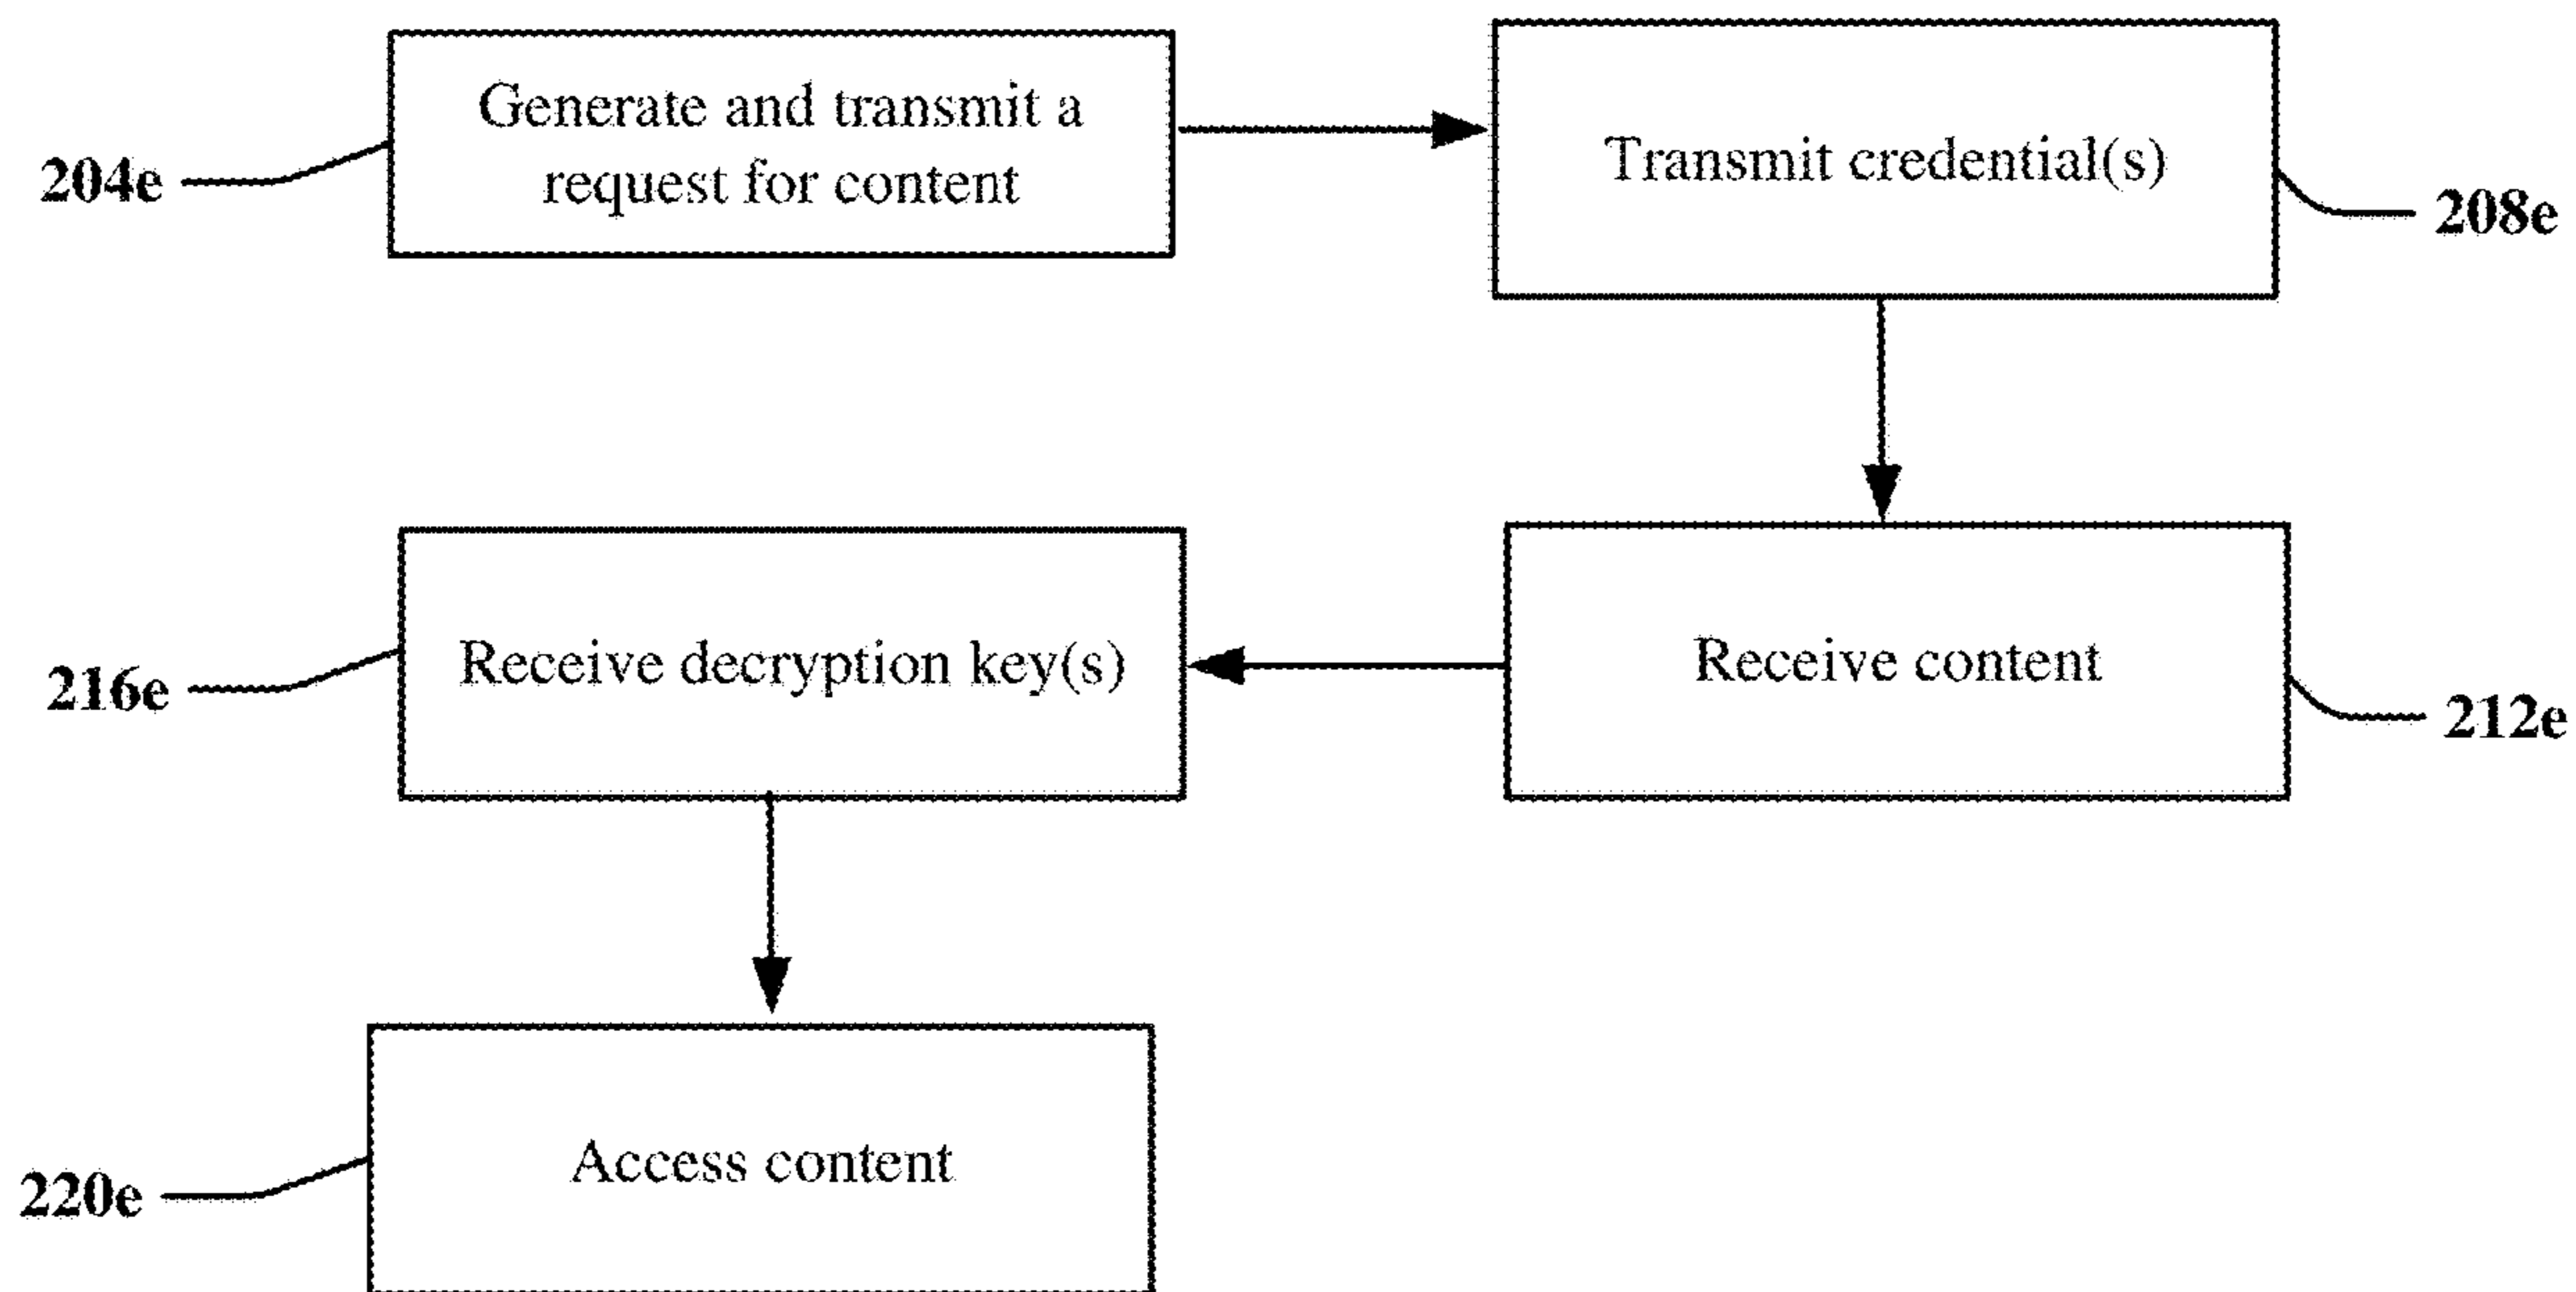 Generate and transmit a
request for content
204e
Transmit credential(s)
208e
Receive decryption key(s)
216e
Receive content
212e
Access content
220e